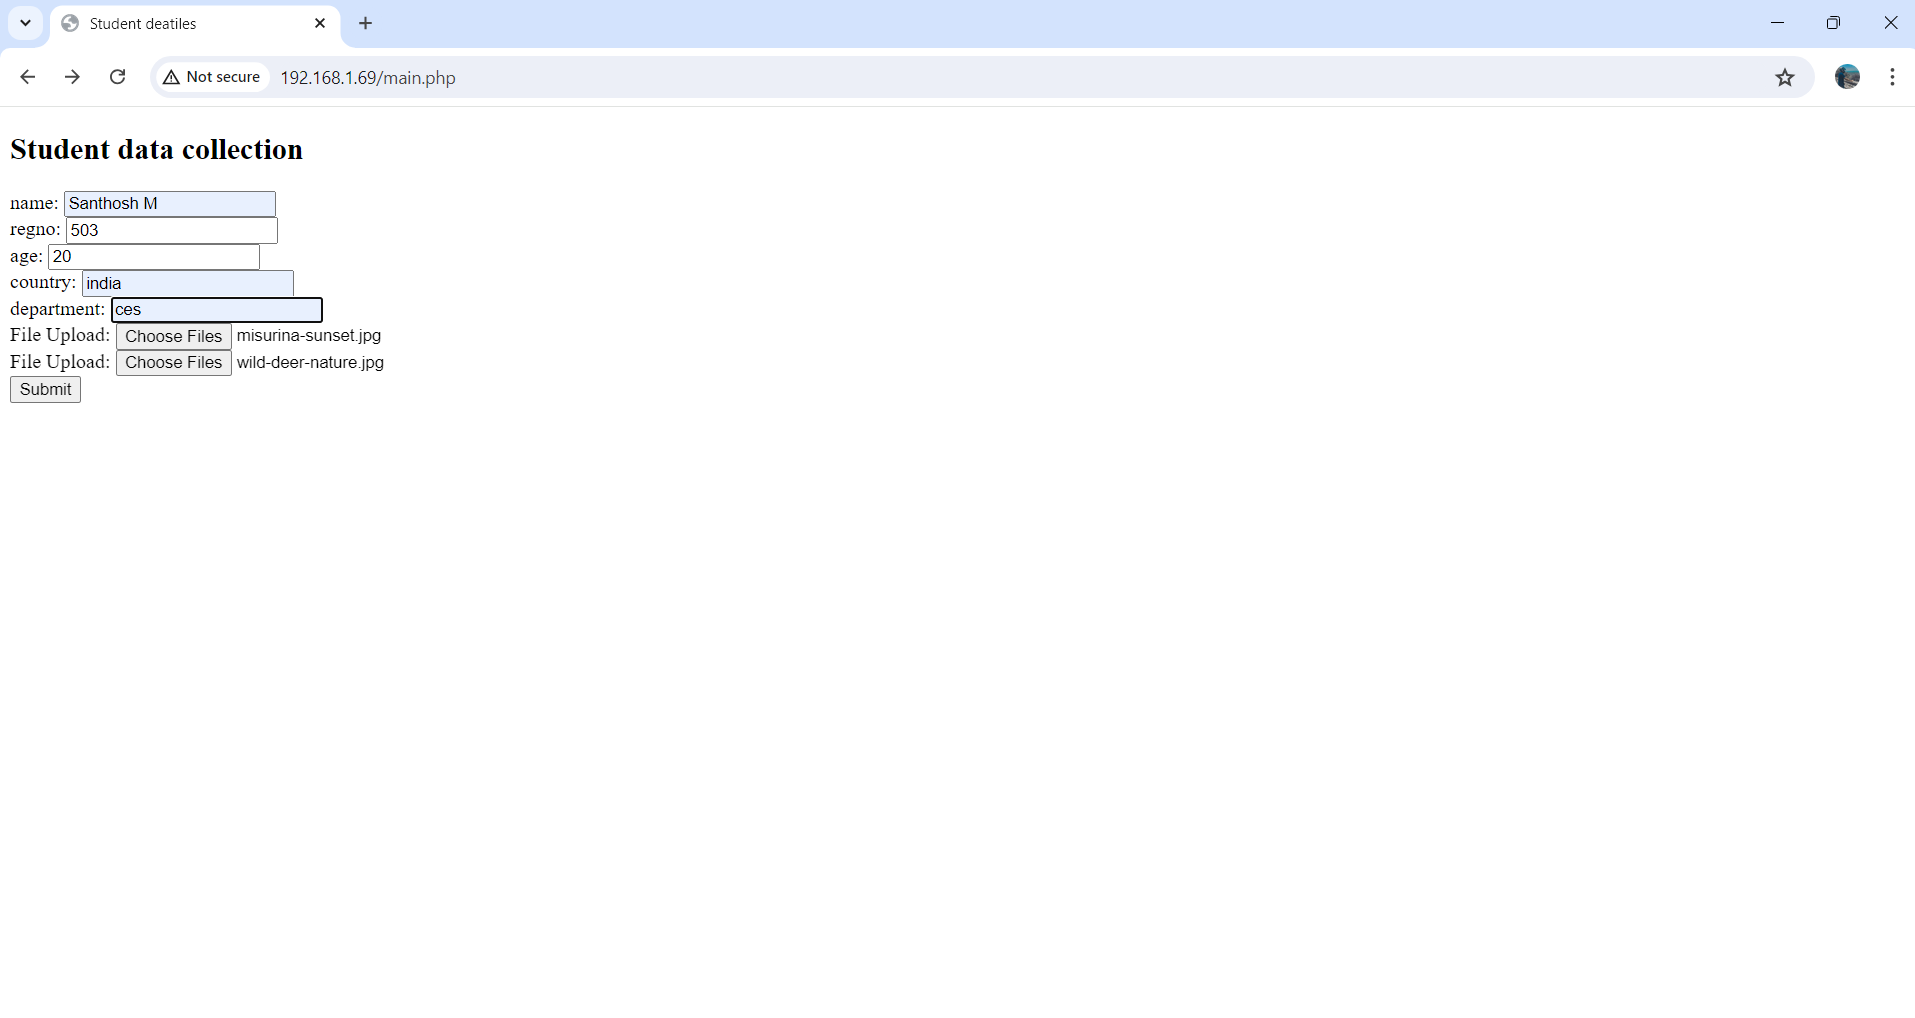 Student deatiles
Not secure 192.168.1.69/main.php
Student data collection
name: Santhosh M
regno: 503
age: 20
country: india
department: ces
File Upload: Choose Files misurina-sunset.jpg
File Upload: Choose Files wild-deer-nature.jpg
Submit